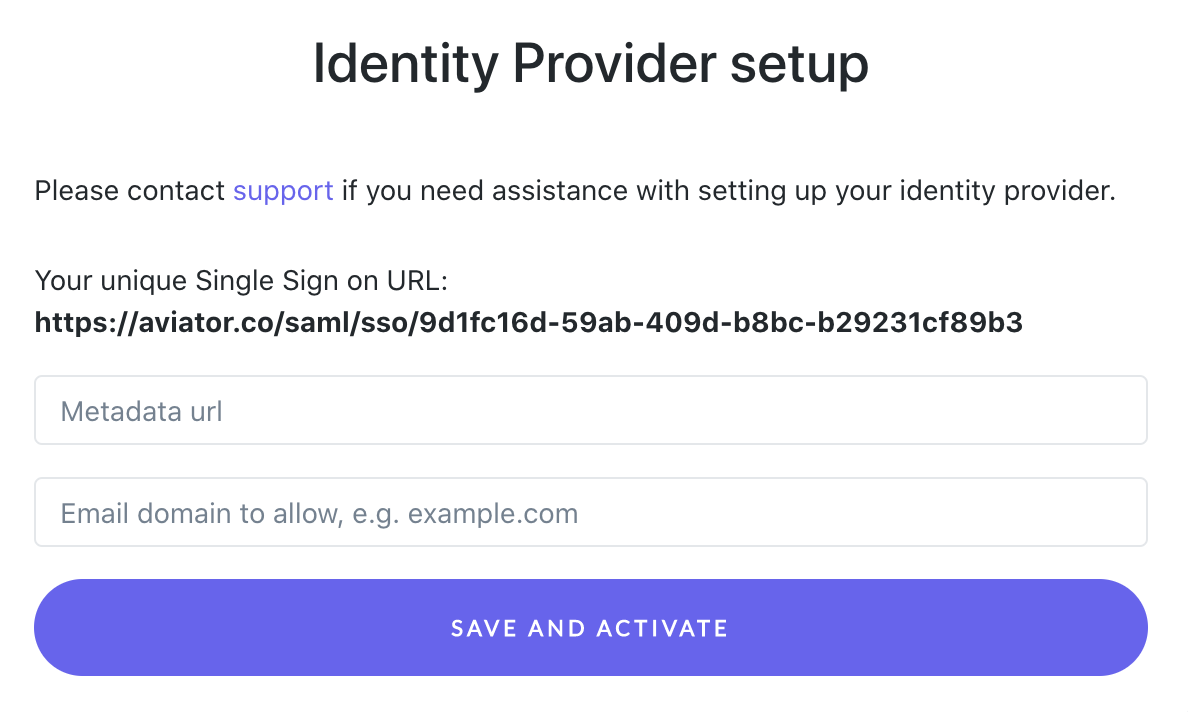 Identity Provider setup
Please contact support if you need assistance with setting up your identity provider.
Your unique Single Sign on URL:
https://aviator.co/saml/sso/9d1fc16d-59ab-409d-b8bc-b29231cf89b3
Metadata url
Email domain to allow, e.g. example.com
SAVE AND ACTIVATE